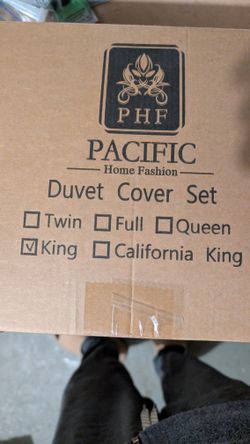 PHF
PACIFIC
Home Fashion
Duvet Cover Set
☐Twin ☐Full ☐Queen
☑King ☐California King